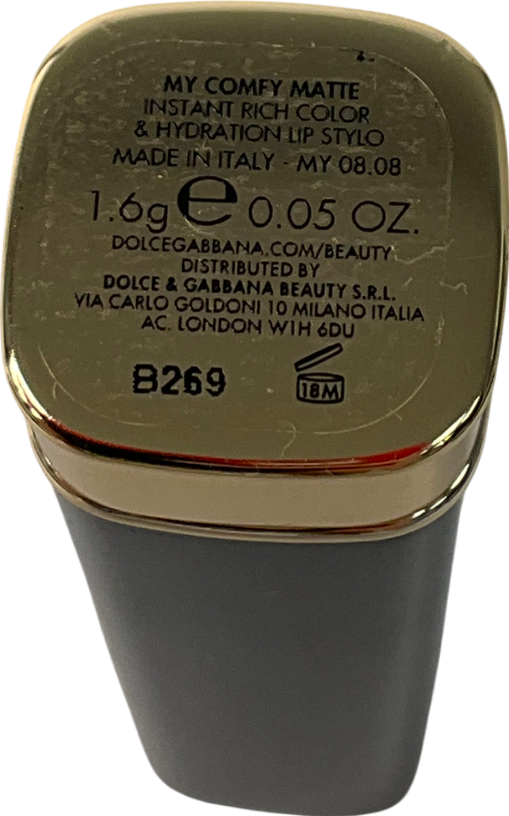 MY COMFY MATTE
INSTANT RICH COLOR
& HYDRATION LIP STYLO
MADE IN ITALY - MY 08.08
1.6g e 0.05 OZ.
DOLCEGABBANA.COM/BEAUTY
DISTRIBUTED BY
DOLCE & GABBANA BEAUTY S.R.L.
VIA CARLO GOLDONI 10 MILANO ITALIA
AC. LONDON W1H 6DU
B269
18M